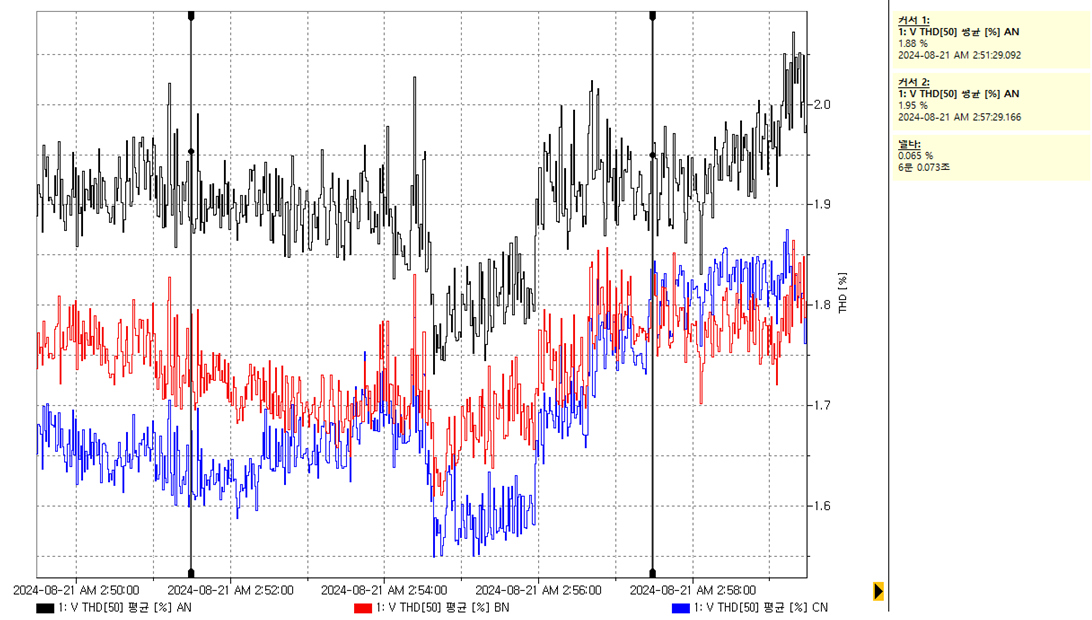 커서 1:
1: V THD[50] 평균 [%] AN
1.88 %
2024-08-21 AM 2:51:29.092
커서 2:
1: V THD[50] 평균 [%] AN
1.95 %
2024-08-21 AM 2:57:29.166
델타:
0.065 %
6분 0.073초
2.0
1.9
1.8
1.7
1.6
THD [%]
2024-08-21 AM 2:50:00 2024-08-21 AM 2:52:00 2024-08-21 AM 2:54:00 2024-08-21 AM 2:56:00 2024-08-21 AM 2:58:00
1: V THD[50] 평균 [%] AN 1: V THD[50] 평균 [%] BN 1: V THD[50] 평균 [%] CN